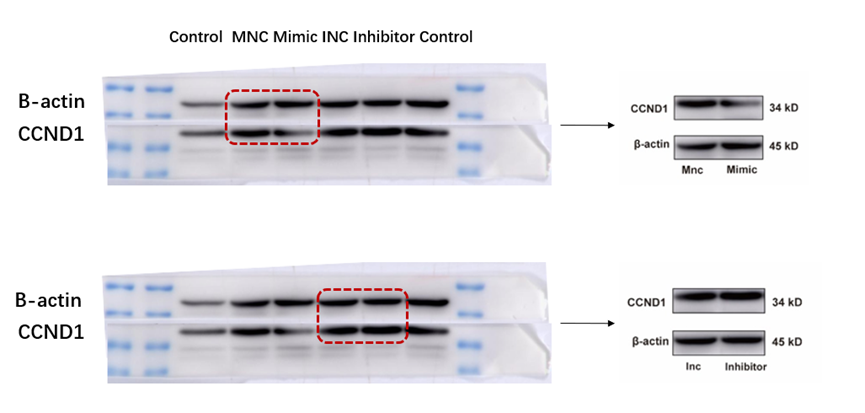 Control MNC Mimic INC Inhibitor Control
B-actin
CCND1
CCND1 34 kD
β-actin 45 kD
Mnc Mimic
B-actin
CCND1
CCND1 34 kD
β-actin 45 kD
Inc Inhibitor